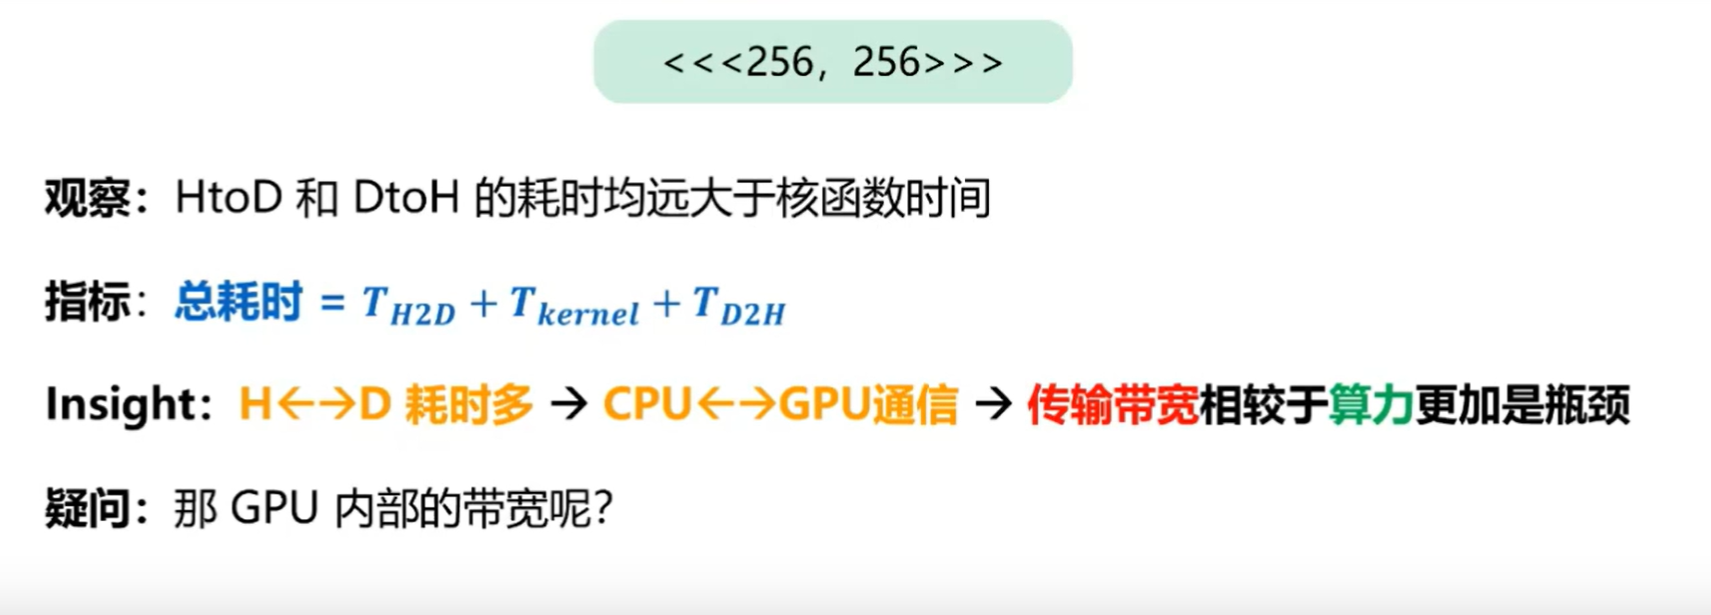 <<<256，256>>>
观察：HtoD 和 DtoH 的耗时均远大于核函数时间
指标：总耗时 = T_{H2D} + T_{kernel} + T_{D2H}
Insight：H←→D 耗时多 → CPU←→GPU通信 → 传输带宽相较于算力更加是瓶颈
疑问：那 GPU 内部的带宽呢？